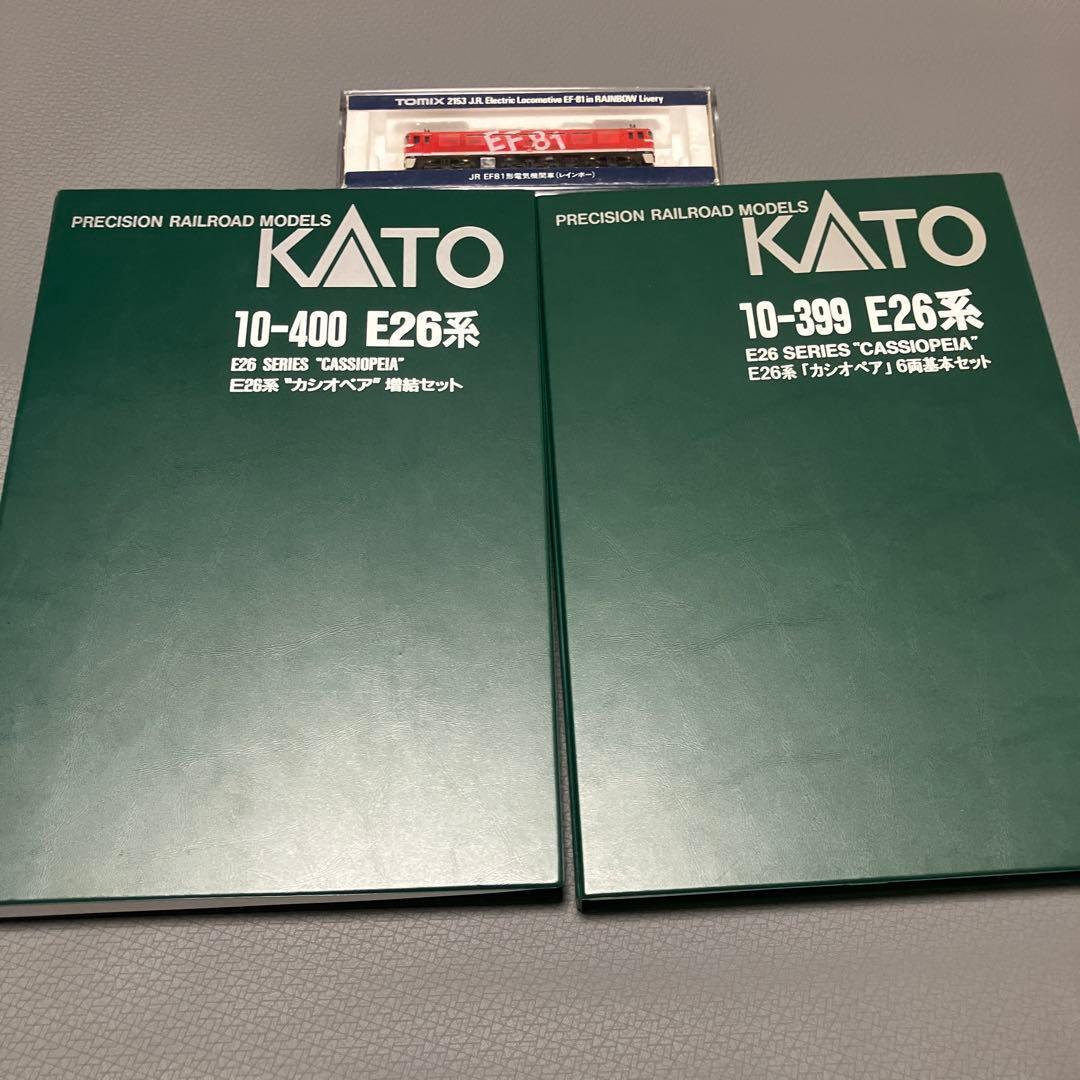 TOMIX 2153 J.R. Electric Locomotive EF-81 in RAINBOW Livery
EF81
JR EF81形電気機関車(レインボー)
PRECISION RAILROAD MODELS
KATO
10-400 E26系
E26 SERIES "CASSIOPEIA"
E26系 "カシオペア" 増結セット
PRECISION RAILROAD MODELS
KATO
10-399 E26系
E26 SERIES "CASSIOPEIA"
E26系「カシオペア」6両基本セット